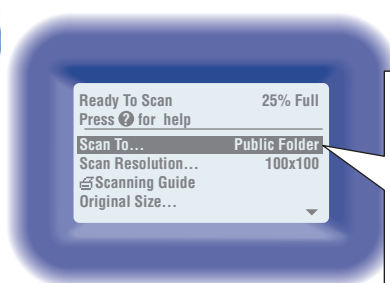 Ready To Scan 25% Full
Press ? for help
Scan To... Public Folder
Scan Resolution... 100x100
Scanning Guide
Original Size...